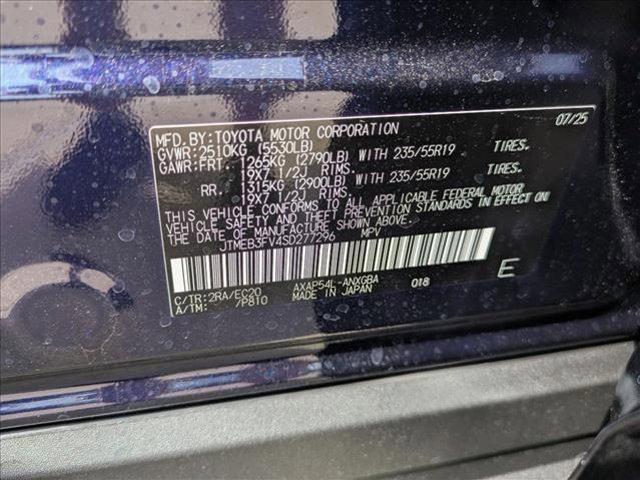 MFD.BY:TOYOTA MOTOR CORPORATION 07/25
GVWR:2510KG (5530LB)
GAWR:FRT. 1265KG (2790LB) WITH 235/55R19 TIRES.
19X7 1/2J RIMS.
RR. 1315KG (2900LB) WITH 235/55R19 TIRES.
19X7 1/2J RIMS.
THIS VEHICLE CONFORMS TO ALL APPLICABLE FEDERAL MOTOR
VEHICLE SAFETY AND THEFT PREVENTION STANDARDS IN EFFECT ON
THE DATE OF MANUFACTURE SHOWN ABOVE.
JTMEB3FV4SD277296 MPV
C/TR:2RA/EC20 AXAP54L-ANXGBA 018 E
A/TM: /P810 MADE IN JAPAN